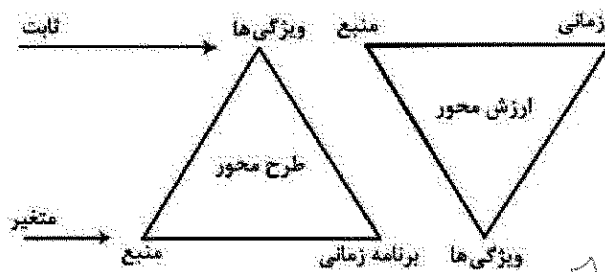 ثابت
ویژگی‌ها
منبع
زمانی
ارزش محور
طرح محور
متغیر
منبع
برنامه زمانی
ویژگی‌ها